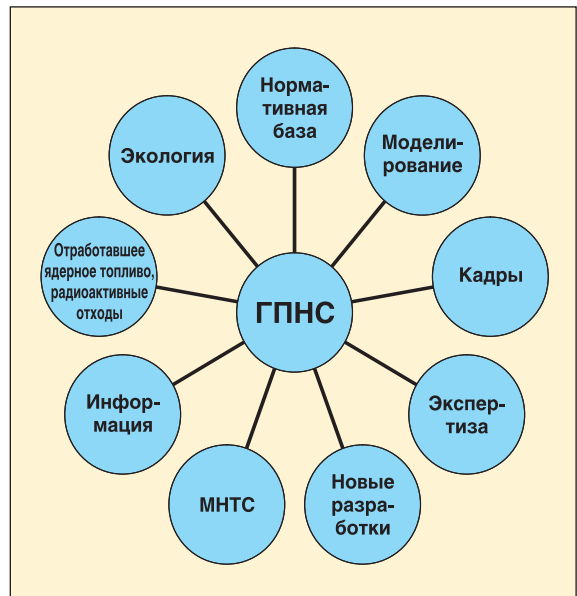 Норма-
тивная
база
Моделі-
рование
Кадры
Экспер-
тиза
Новые
разра-
ботки
МНТС
Инфор-
мация
Отработавшее
ядерное топливо,
радиоактивные
отходы
Экология
ГПНС